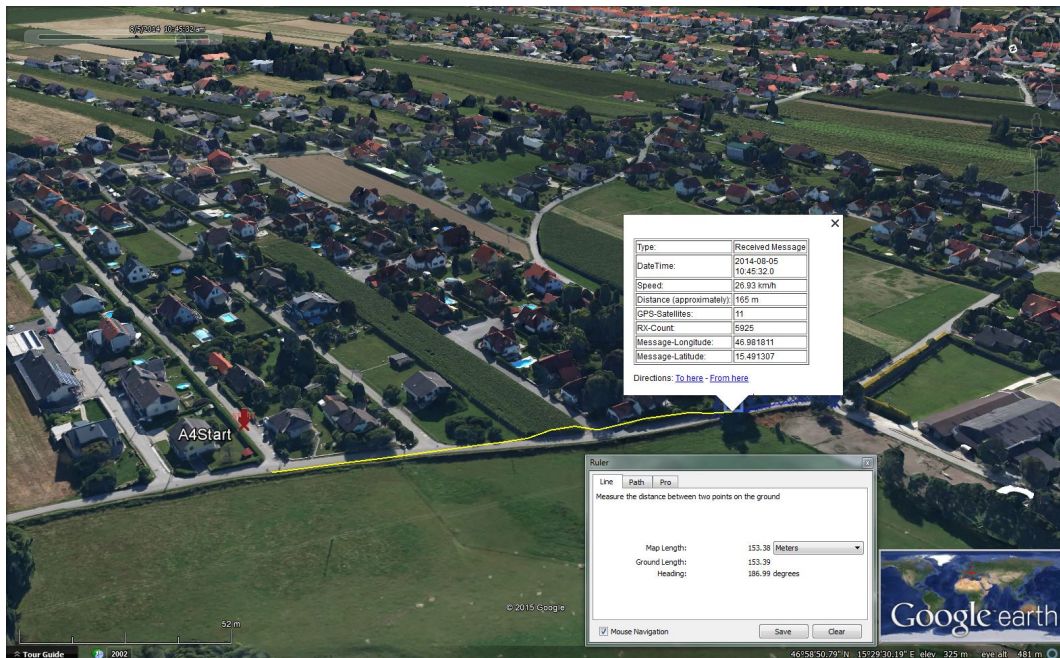 8/5/2014 10:45:32 am
Type: Received Message
DateTime: 2014-08-05
10:45:32.0
Speed: 26.93 km/h
Distance (approximately): 165 m
GPS-Satellites: 11
RX-Count: 5925
Message-Longitude: 46.981811
Message-Latitude: 15.491307
Directions: To here - From here
A4Start
Ruler
Line Path Pro
Measure the distance between two points on the ground
Map Length: 153.38 Meters
Ground Length: 153.39
Heading: 186.99 degrees
Mouse Navigation Save Clear
© 2015 Google
52 m
Google earth
Tour Guide 2002 46°58'50.79" N 15°29'30.19" E elev 325 m eye alt 481 m